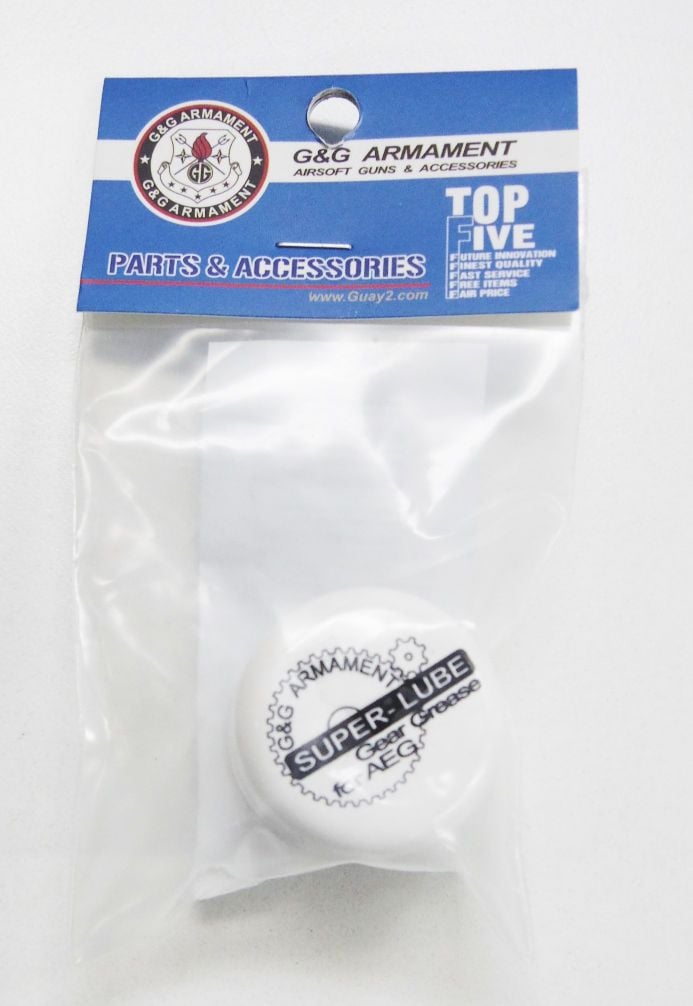 G&G ARMAMENT
G&G ARMAMENT
GG
G&G ARMAMENT
AIRSOFT GUNS & ACCESSORIES
TOP
FIVE
FUTURE INNOVATION
FINEST QUALITY
FAST SERVICE
FREE ITEMS
FAIR PRICE
PARTS & ACCESSORIES
www.Guay2.com
G&G ARMAMENT
SUPER-LUBE
Gear Grease
for AEG